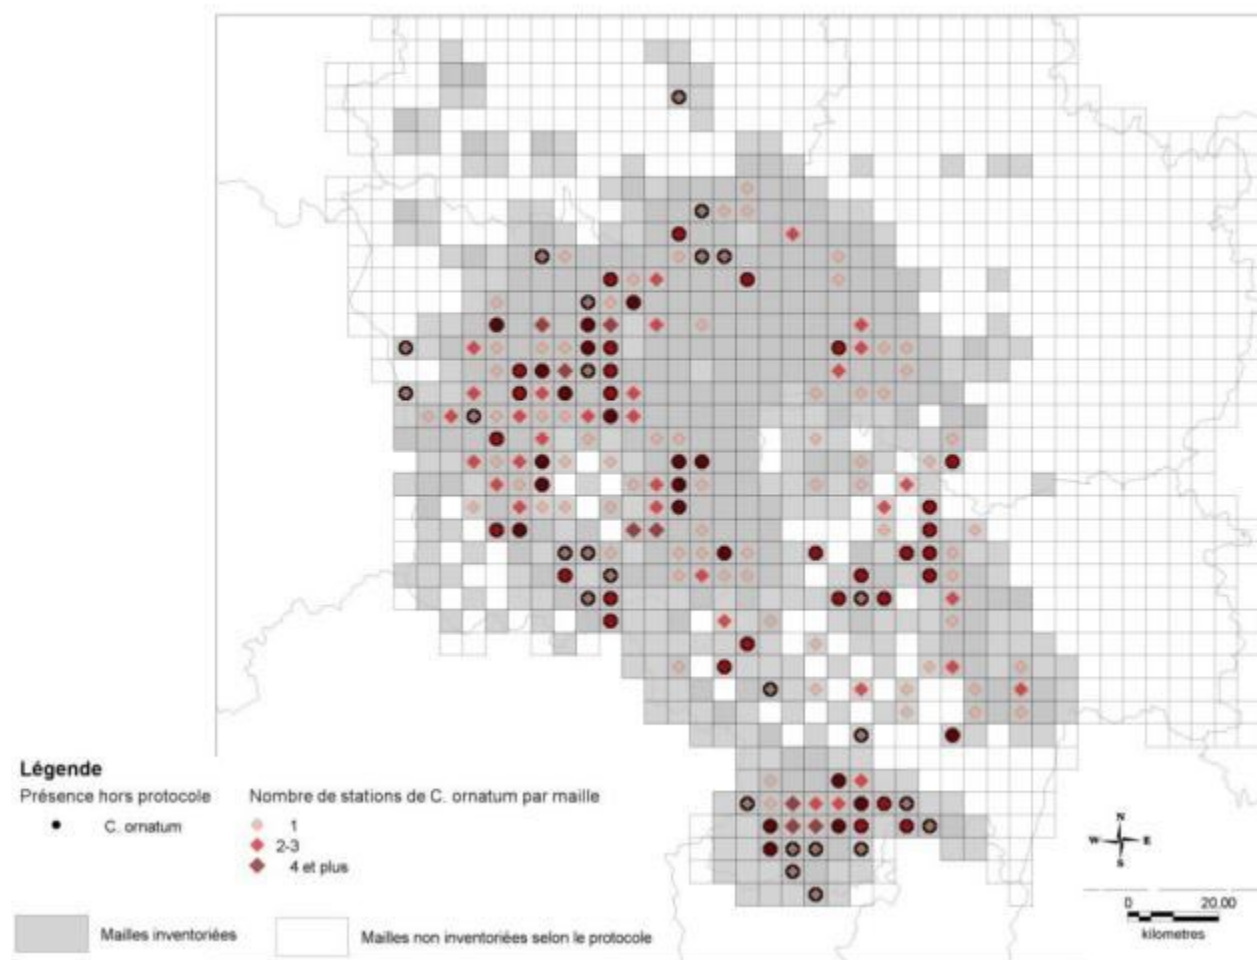 Légende
Présence hors protocole
C. ornatum
Nombre de stations de C. ornatum par maille
1
2-3
4 et plus
Mailles inventoriées
Mailles non inventoriées selon le protocole
N
W E
S
0 20,00
kilometres